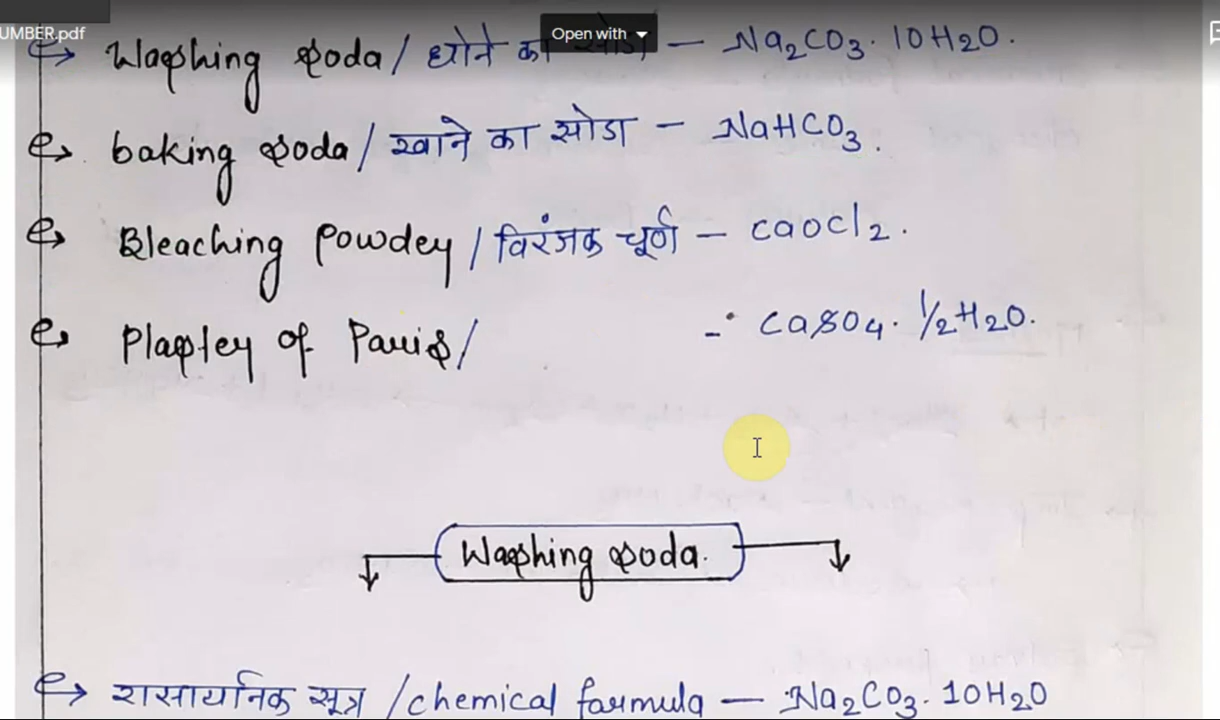 UMBER.pdf
Open with
Washing soda / धोने का सोडा – Na2CO3. 10H2O.
baking soda / खाने का सोडा – NaHCO3.
Bleaching Powder / विरंजक चूर्ण – CaOCl2.
Plaster of Paris / – CaSO4. 1/2H2O.
Washing soda.
रासायनिक सूत्र / chemical formula – Na2CO3. 10H2O